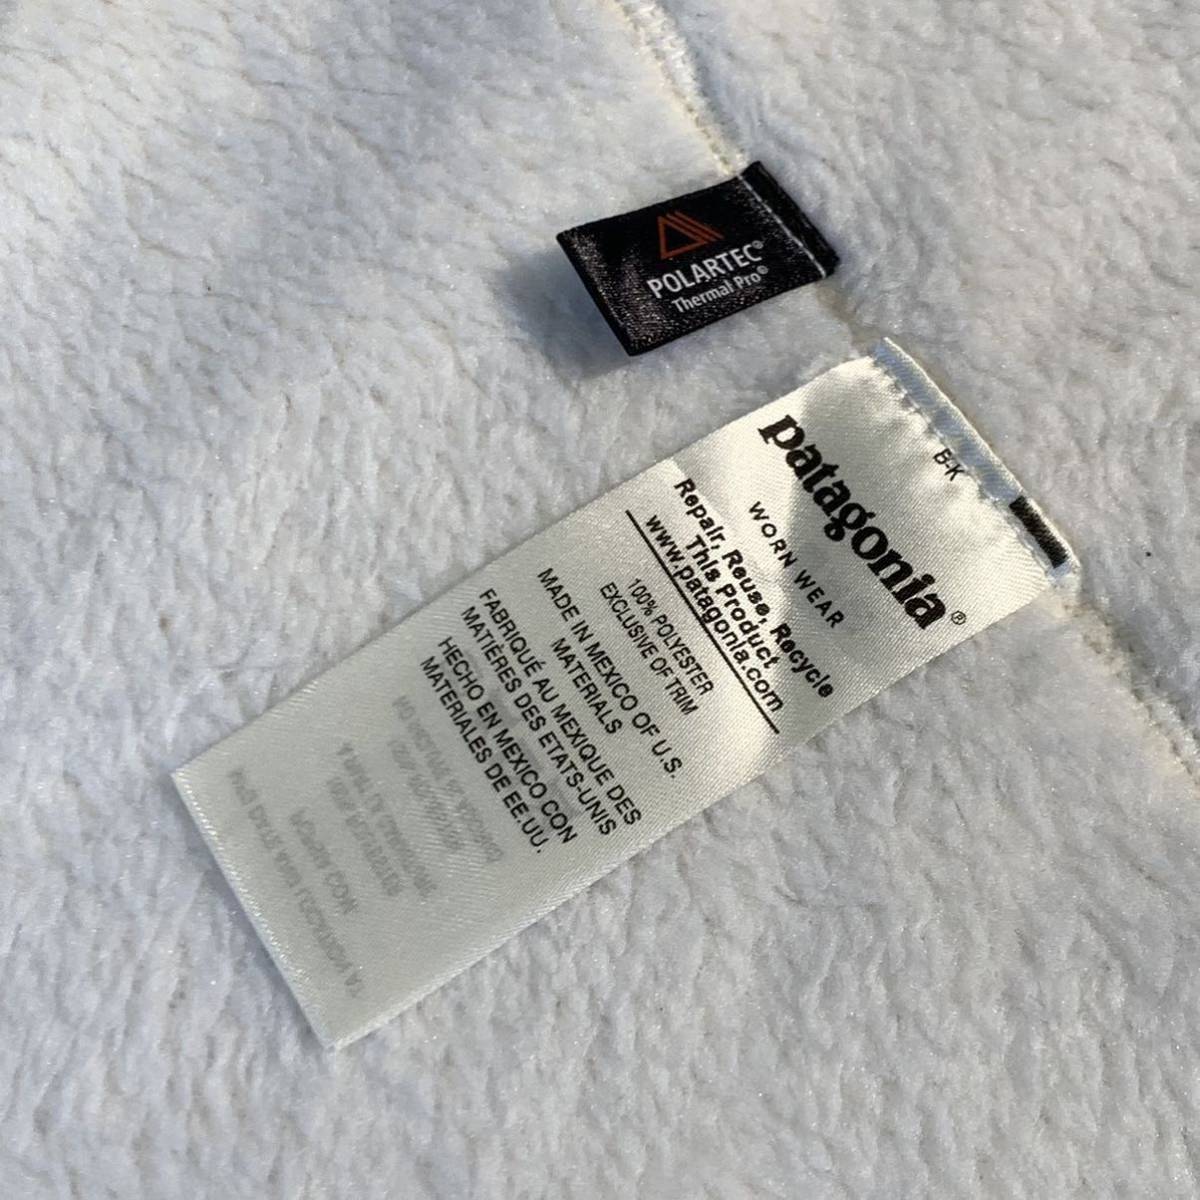 POLARTEC®
Thermal Pro®
B-K
patagonia®
WORN WEAR
Repair, Reuse, Recycle
This Product
www.patagonia.com
100% POLYESTER
EXCLUSIVE OF TRIM
MADE IN MEXICO OF U.S.
MATERIALS
FABRIQUÉ AU MEXIQUE DES
MATIÈRES DES ETATS-UNIS
HECHO EN MEXICO CON
MATERIALES DE EE.UU.